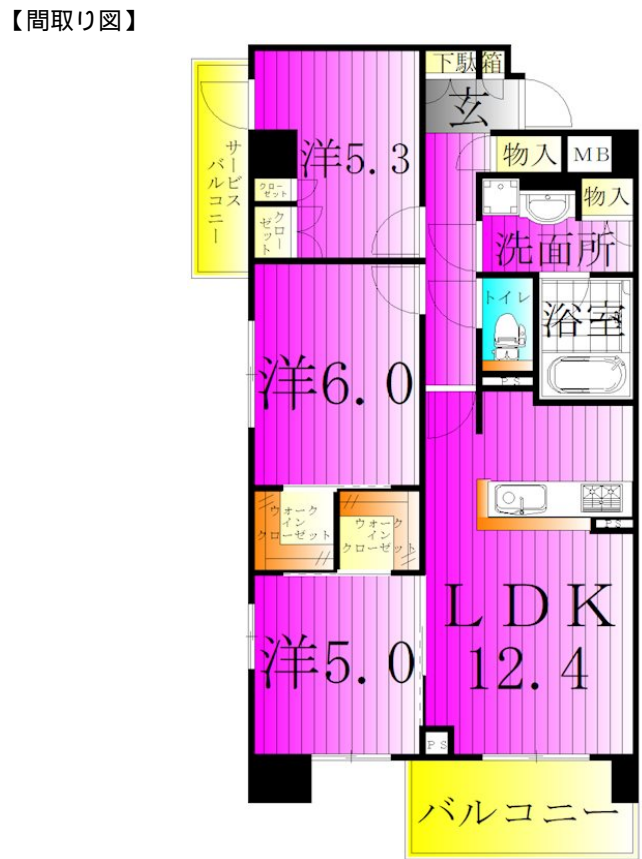 【間取り図】
下駄箱
玄
洋5.3
サービス
バルコニー
クロー
ゼット
クロー
ゼット
物入
MB
物入
洗面所
トイレ
浴室
PS
洋6.0
ウォーク
イン
クローゼット
ウォーク
イン
クローゼット
PS
LDK
12.4
洋5.0
PS
バルコニー